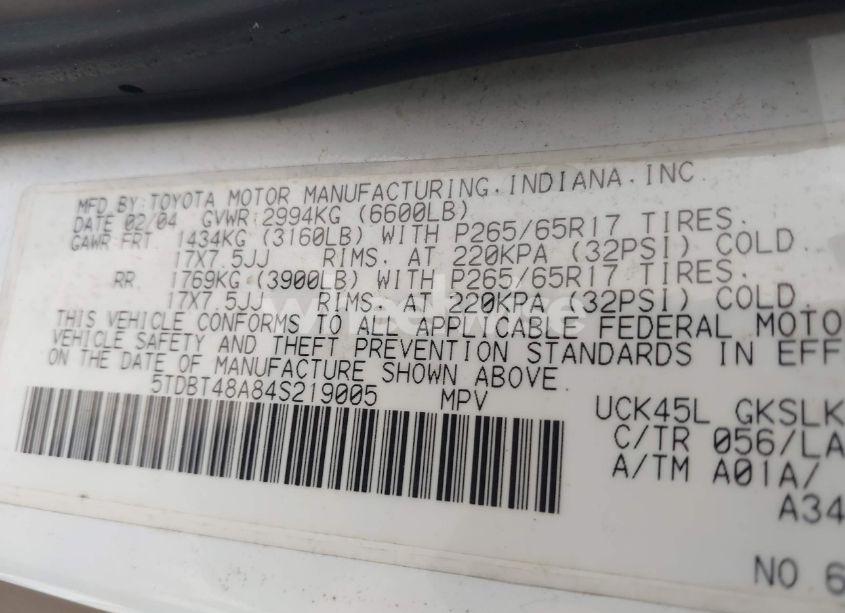 MFD.BY:TOYOTA MOTOR MANUFACTURING.INDIANA.INC.
DATE 02/04 GVWR:2994KG (6600LB)
GAWR FRT 1434KG (3160LB) WITH P265/65R17 TIRES.
17X7.5JJ RIMS. AT 220KPA (32PSI) COLD.
RR 1769KG (3900LB) WITH P265/65R17 TIRES.
17X7.5JJ RIMS. AT 220KPA (32PSI) COLD.
THIS VEHICLE CONFORMS TO ALL APPLICABLE FEDERAL MOTO
VEHICLE SAFETY AND THEFT PREVENTION STANDARDS IN EFF
ON THE DATE OF MANUFACTURE SHOWN ABOVE.
5TDBT48A84S219005 MPV
UCK45L GKSLK
C/TR 056/LA
A/TM A01A/
A34
NO 6